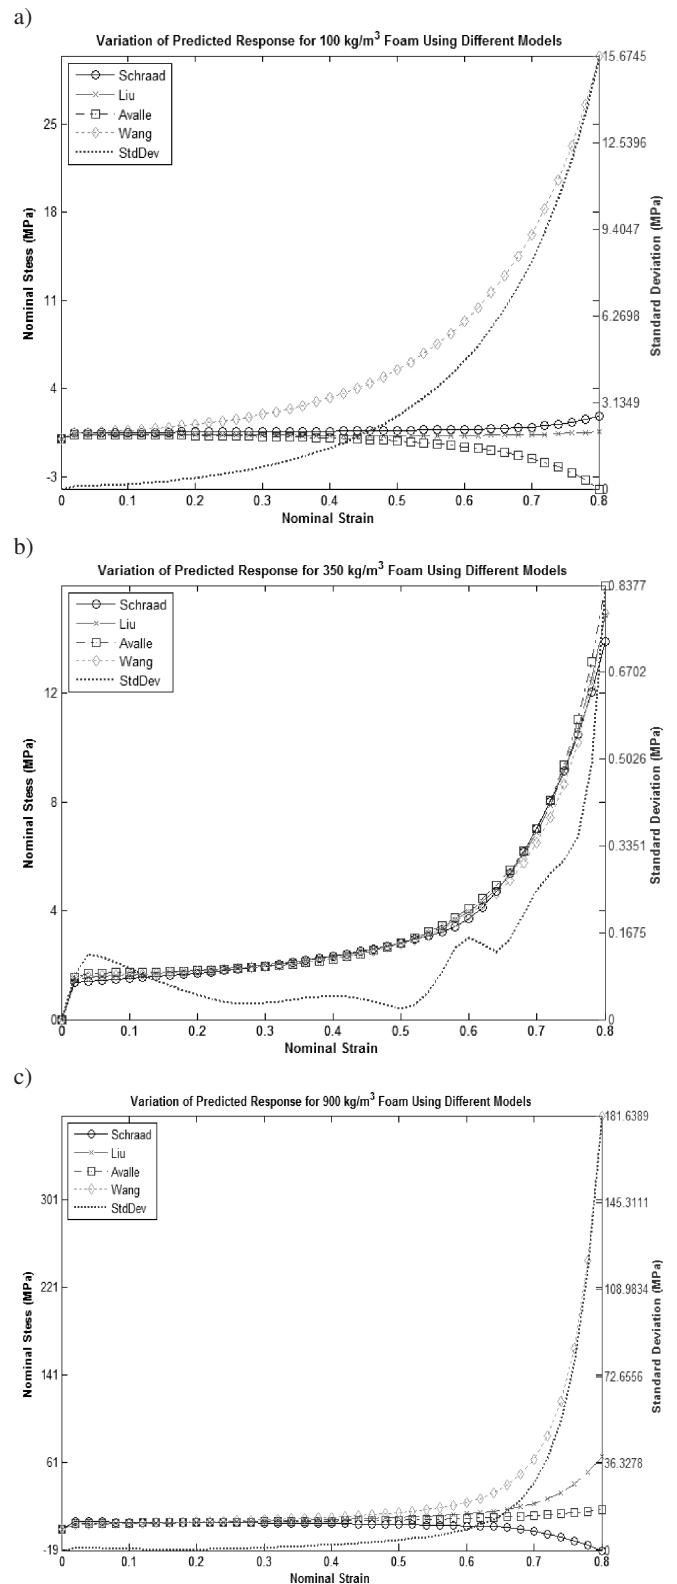 a)
Variation of Predicted Response for 100 kg/m³ Foam Using Different Models
Schraad
Liu
Avalle
Wang
StdDev
25
18
11
4
-3
Nominal Stess (MPa)
15.6745
12.5396
9.4047
6.2698
3.1349
0
Standard Deviation (MPa)
0 0.1 0.2 0.3 0.4 0.5 0.6 0.7 0.8
Nominal Strain
b)
Variation of Predicted Response for 350 kg/m³ Foam Using Different Models
Schraad
Liu
Avalle
Wang
StdDev
12
8
4
0
Nominal Stess (MPa)
0.8377
0.6702
0.5026
0.3351
0.1675
0
Standard Deviation (MPa)
0 0.1 0.2 0.3 0.4 0.5 0.6 0.7 0.8
Nominal Strain
c)
Variation of Predicted Response for 900 kg/m³ Foam Using Different Models
Schraad
Liu
Avalle
Wang
StdDev
301
221
141
61
-19
Nominal Stess (MPa)
181.6389
145.3111
108.9834
72.6556
36.3278
0
Standard Deviation (MPa)
0 0.1 0.2 0.3 0.4 0.5 0.6 0.7 0.8
Nominal Strain